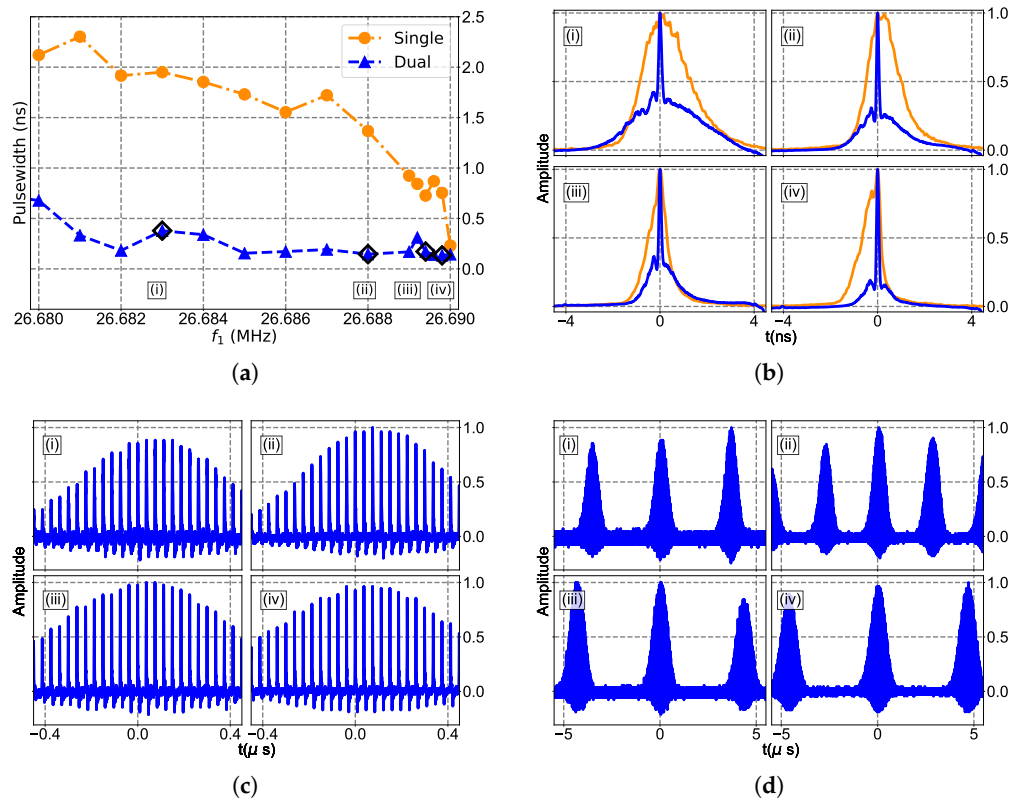 2.5
2.0
1.5
1.0
0.5
0.0
Pulsewidth (ns)
Single
Dual
(i)
(ii)
(iii)
(iv)
26.680 26.682 26.684 26.686 26.688 26.690
f₁ (MHz)
(a)
(i)
(ii)
1.0
0.5
0.0
Amplitude
(iii)
(iv)
1.0
0.5
0.0
−4 0 4 −4 0 4
t(ns)
(b)
(i)
(ii)
1.0
0.5
0.0
Amplitude
(iii)
(iv)
1.0
0.5
0.0
−0.4 0.0 0.4 −0.4 0.0 0.4
t(μ s)
(c)
(i)
(ii)
1.0
0.5
0.0
Amplitude
(iii)
(iv)
1.0
0.5
0.0
−5 0 5 −5 0 5
t(μ s)
(d)